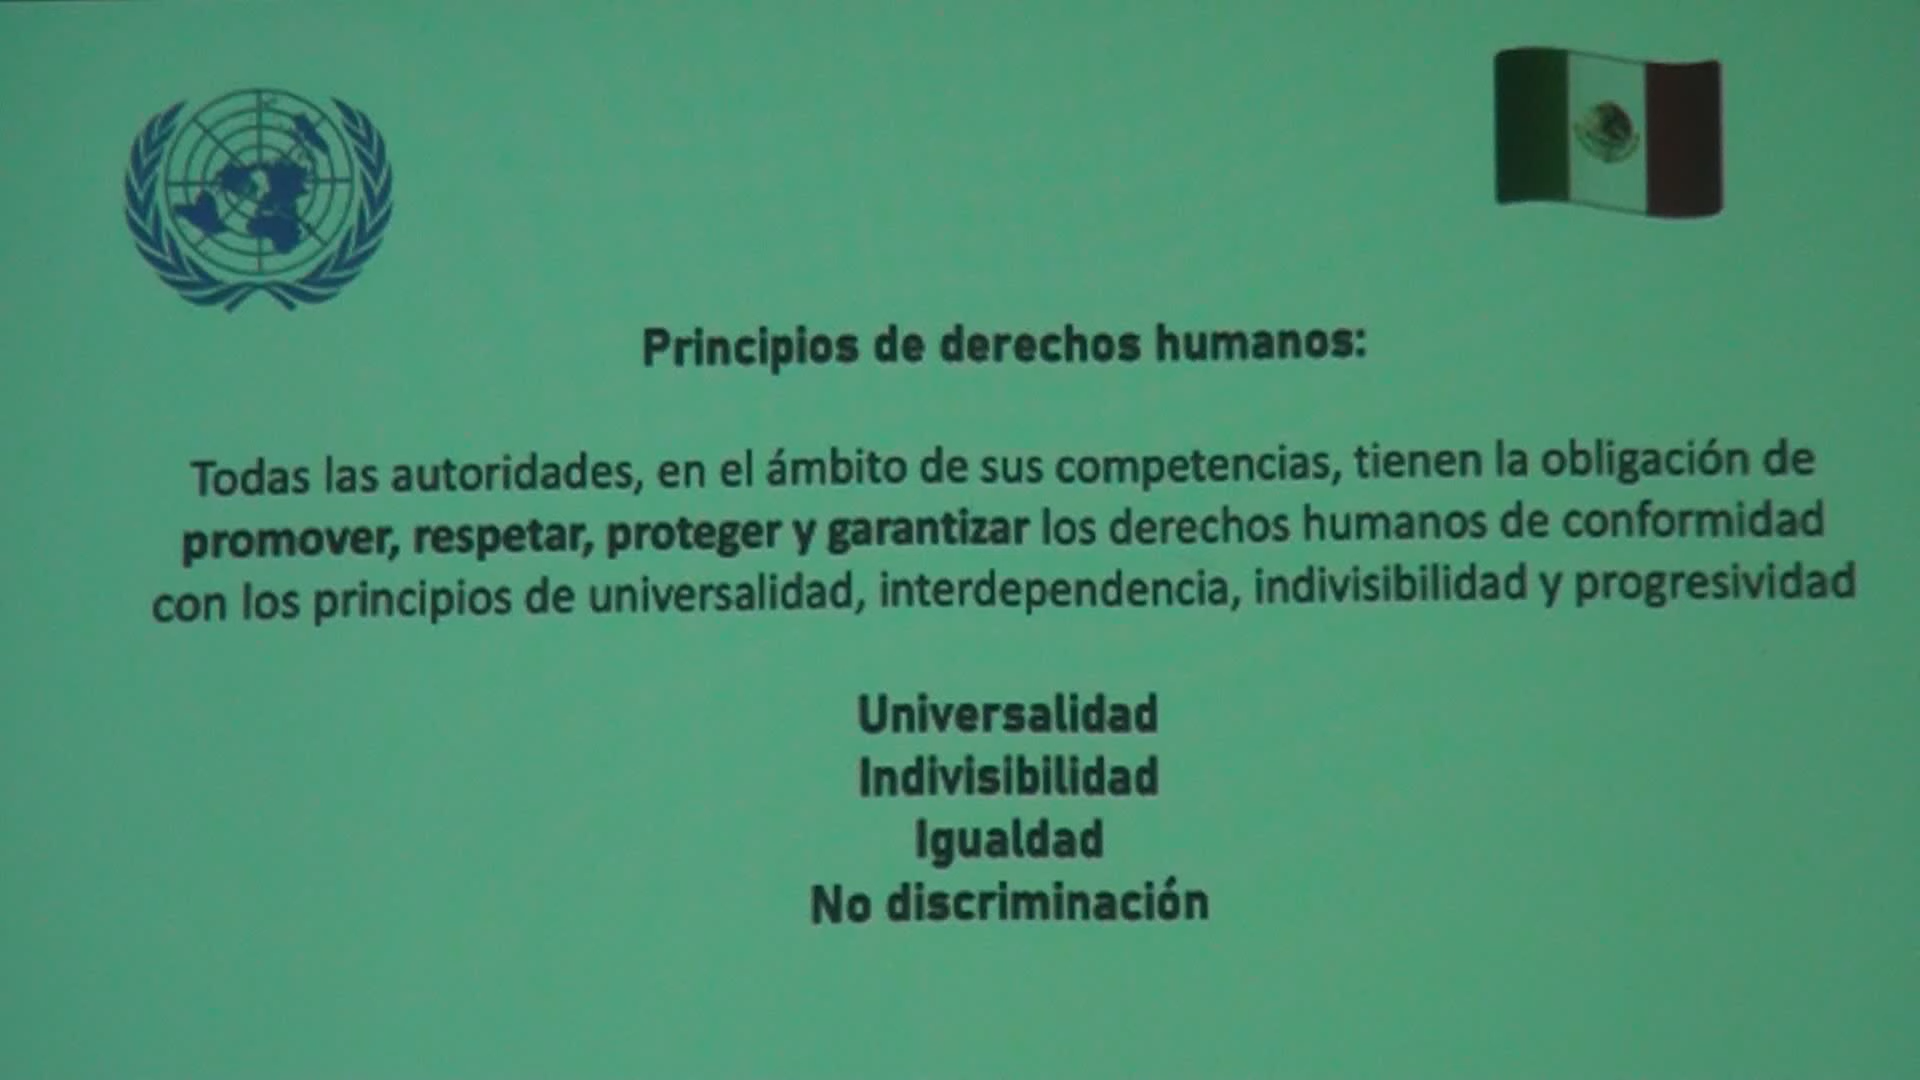 Principios de derechos humanos:
Todas las autoridades, en el ámbito de sus competencias, tienen la obligación de
promover, respetar, proteger y garantizar los derechos humanos de conformidad
con los principios de universalidad, interdependencia, indivisibilidad y progresividad
Universalidad
Indivisibilidad
Igualdad
No discriminación